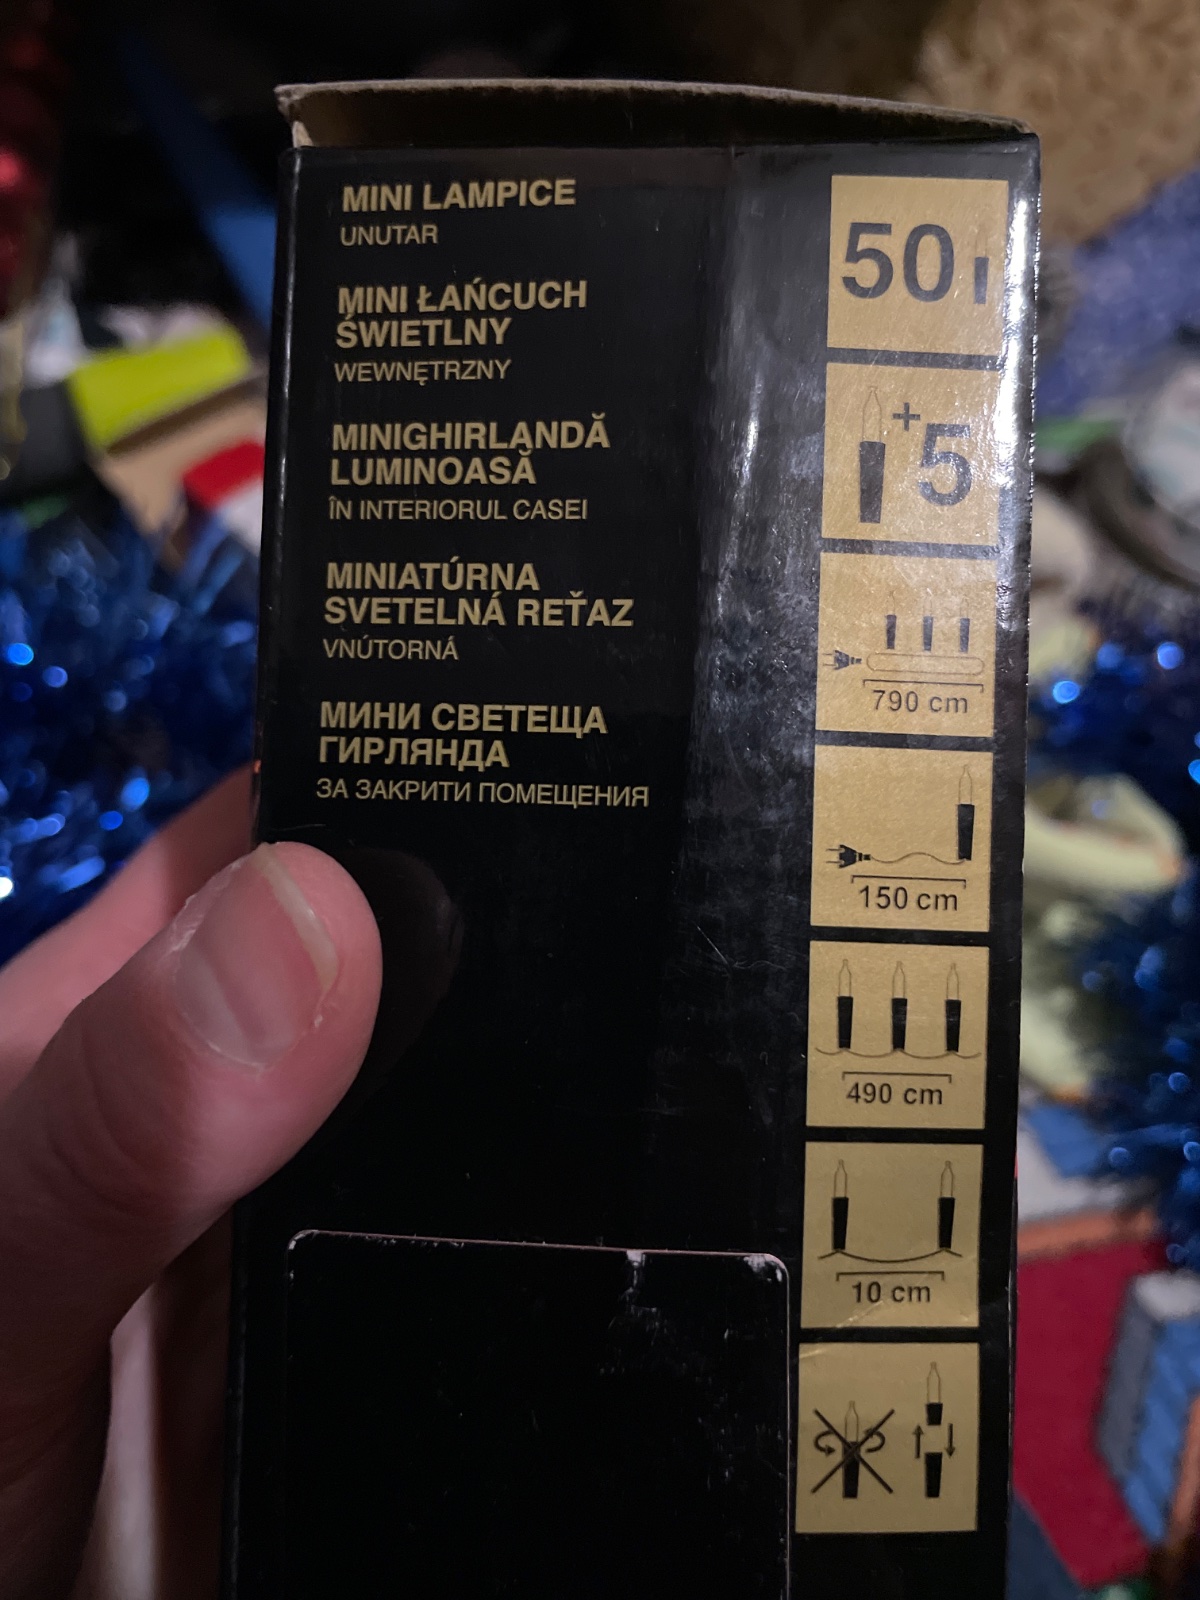 MINI LAMPICE
UNUTAR
MINI ŁAŃCUCH
ŚWIETLNY
WEWNĘTRZNY
MINIGHIRLANDĂ
LUMINOASĂ
ÎN INTERIORUL CASEI
MINIATÚRNA
SVETELNÁ REŤAZ
VNÚTORNÁ
МИНИ СВЕТЕЩА
ГИРЛЯНДА
ЗА ЗАКРИТИ ПОМЕЩЕНИЯ
50
+5
790 cm
150 cm
490 cm
10 cm